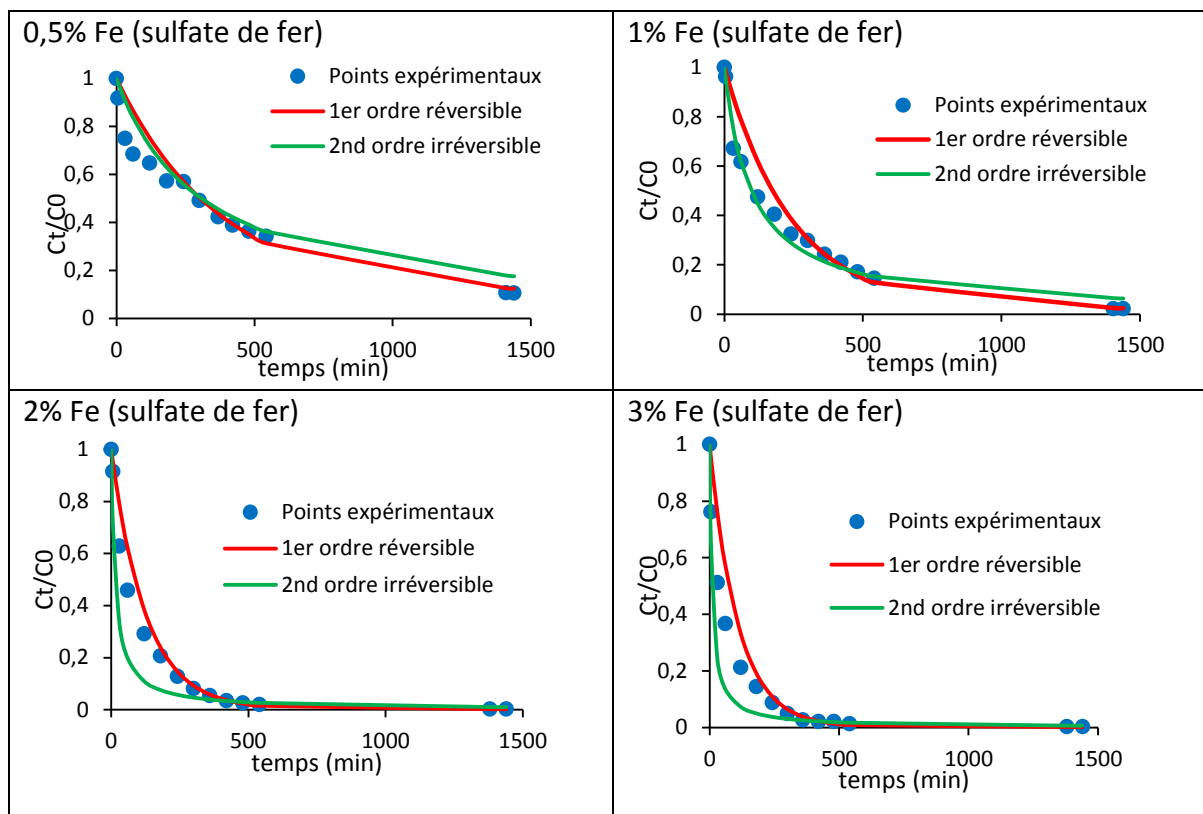 0,5% Fe (sulfate de fer)
Ct/C0
1
0,8
0,6
0,4
0,2
0
Points expérimentaux
1er ordre réversible
2nd ordre irréversible
0 500 1000 1500
temps (min)
1% Fe (sulfate de fer)
Ct/C0
1
0,8
0,6
0,4
0,2
0
Points expérimentaux
1er ordre réversible
2nd ordre irréversible
0 500 1000 1500
temps (min)
2% Fe (sulfate de fer)
Ct/C0
1
0,8
0,6
0,4
0,2
0
Points expérimentaux
1er ordre réversible
2nd ordre irréversible
0 500 1000 1500
temps (min)
3% Fe (sulfate de fer)
Ct/C0
1
0,8
0,6
0,4
0,2
0
Points expérimentaux
1er ordre réversible
2nd ordre irréversible
0 500 1000 1500
temps (min)